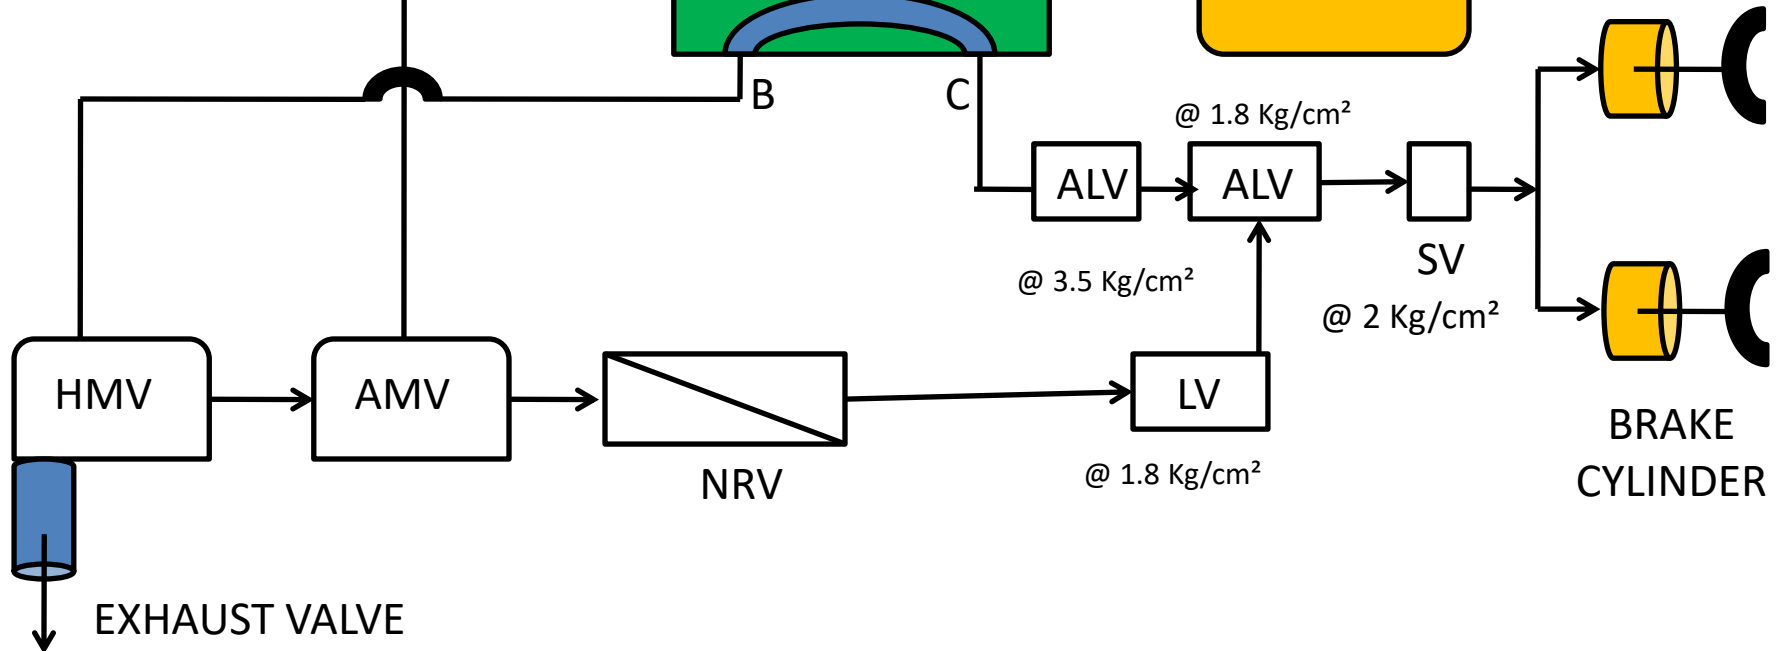 B
C
@ 1.8 Kg/cm²
ALV
ALV
SV
@ 3.5 Kg/cm²
@ 2 Kg/cm²
HMV
AMV
LV
NRV
@ 1.8 Kg/cm²
BRAKE
CYLINDER
EXHAUST VALVE